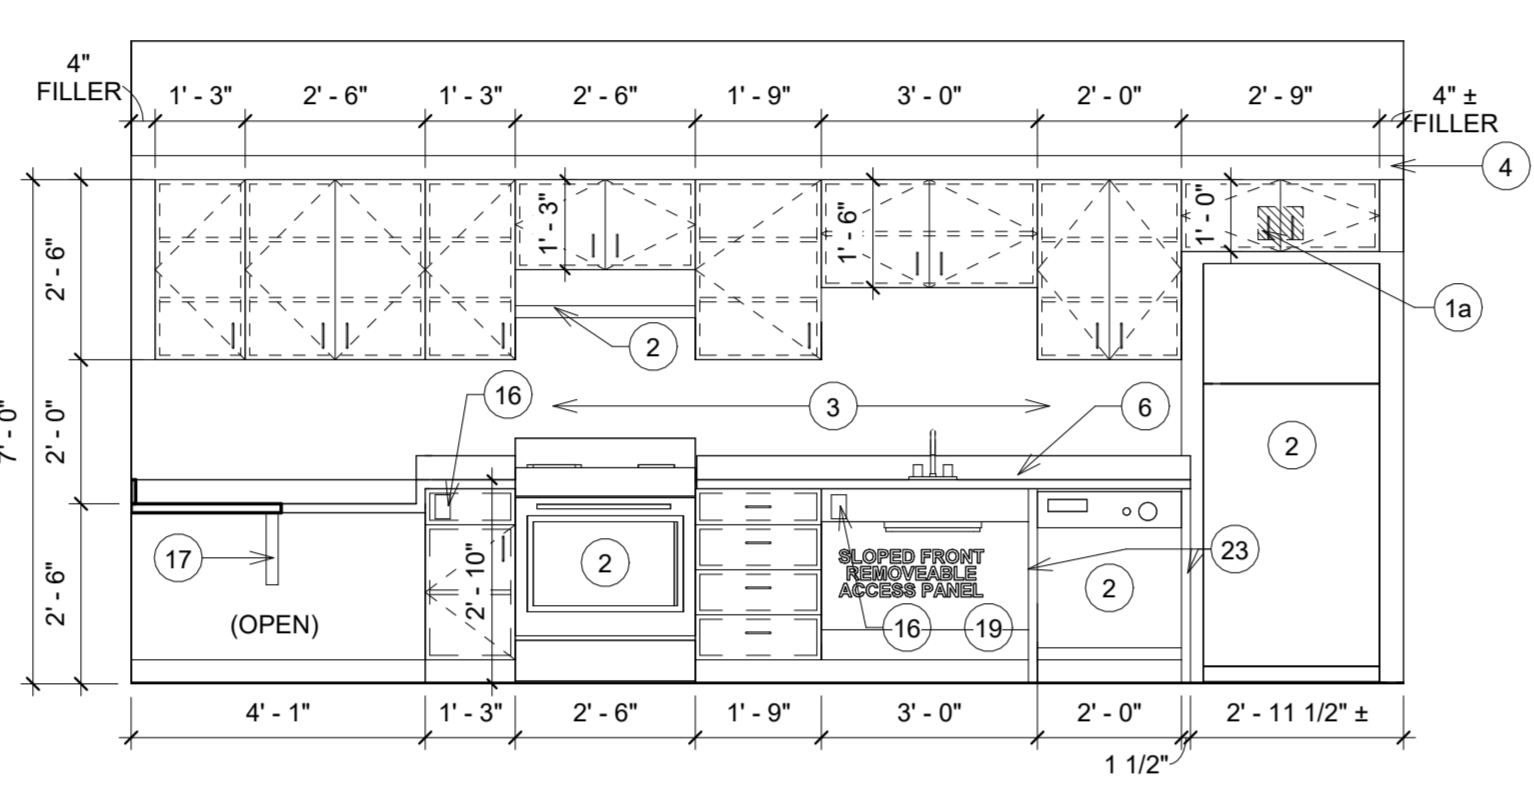 4"
FILLER
1' - 3"
2' - 6"
1' - 3"
2' - 6"
1' - 9"
3' - 0"
2' - 0"
2' - 9"
4" ±
FILLER
4
1' - 3"
1' - 6"
1' - 0"
2' - 6"
1a
2
16
3
6
7' - 0"
2' - 0"
2
17
2' - 10"
2
SLOPED FRONT
REMOVEABLE
ACCESS PANEL
23
2
2' - 6"
(OPEN)
16
19
4' - 1"
1' - 3"
2' - 6"
1' - 9"
3' - 0"
2' - 0"
2' - 11 1/2" ±
1 1/2"